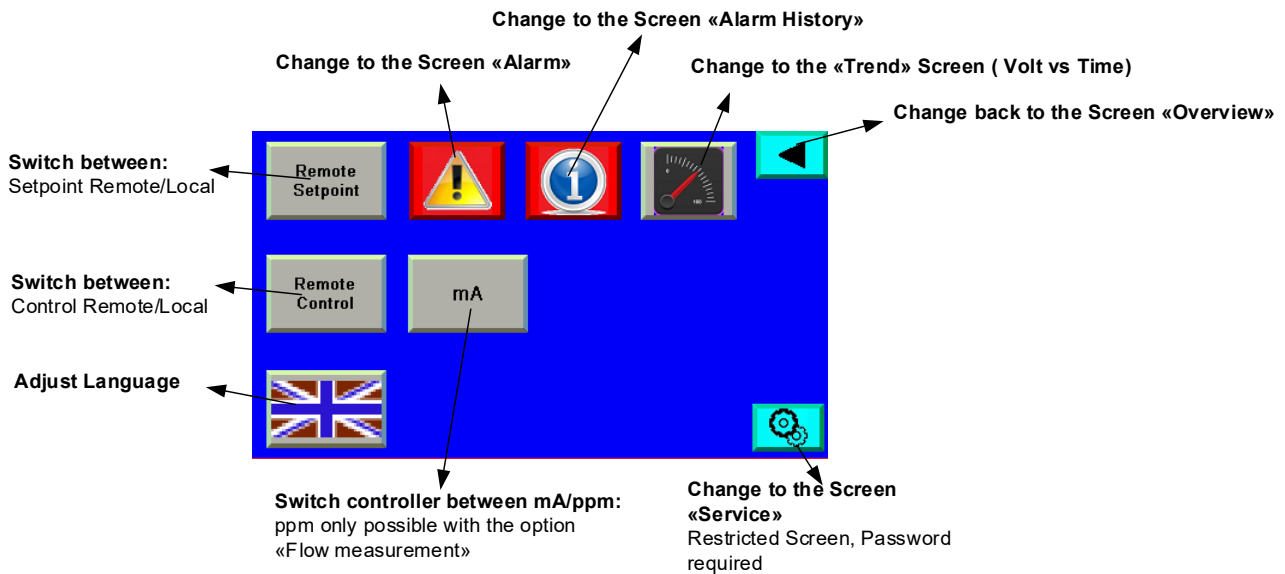 Change to the Screen «Alarm History»
Change to the Screen «Alarm»
Change to the «Trend» Screen ( Volt vs Time)
Change back to the Screen «Overview»
Switch between:
Setpoint Remote/Local
Remote
Setpoint
1
0
100
Switch between:
Control Remote/Local
Remote
Control
mA
Adjust Language
Switch controller between mA/ppm:
ppm only possible with the option
«Flow measurement»
Change to the Screen
«Service»
Restricted Screen, Password
required